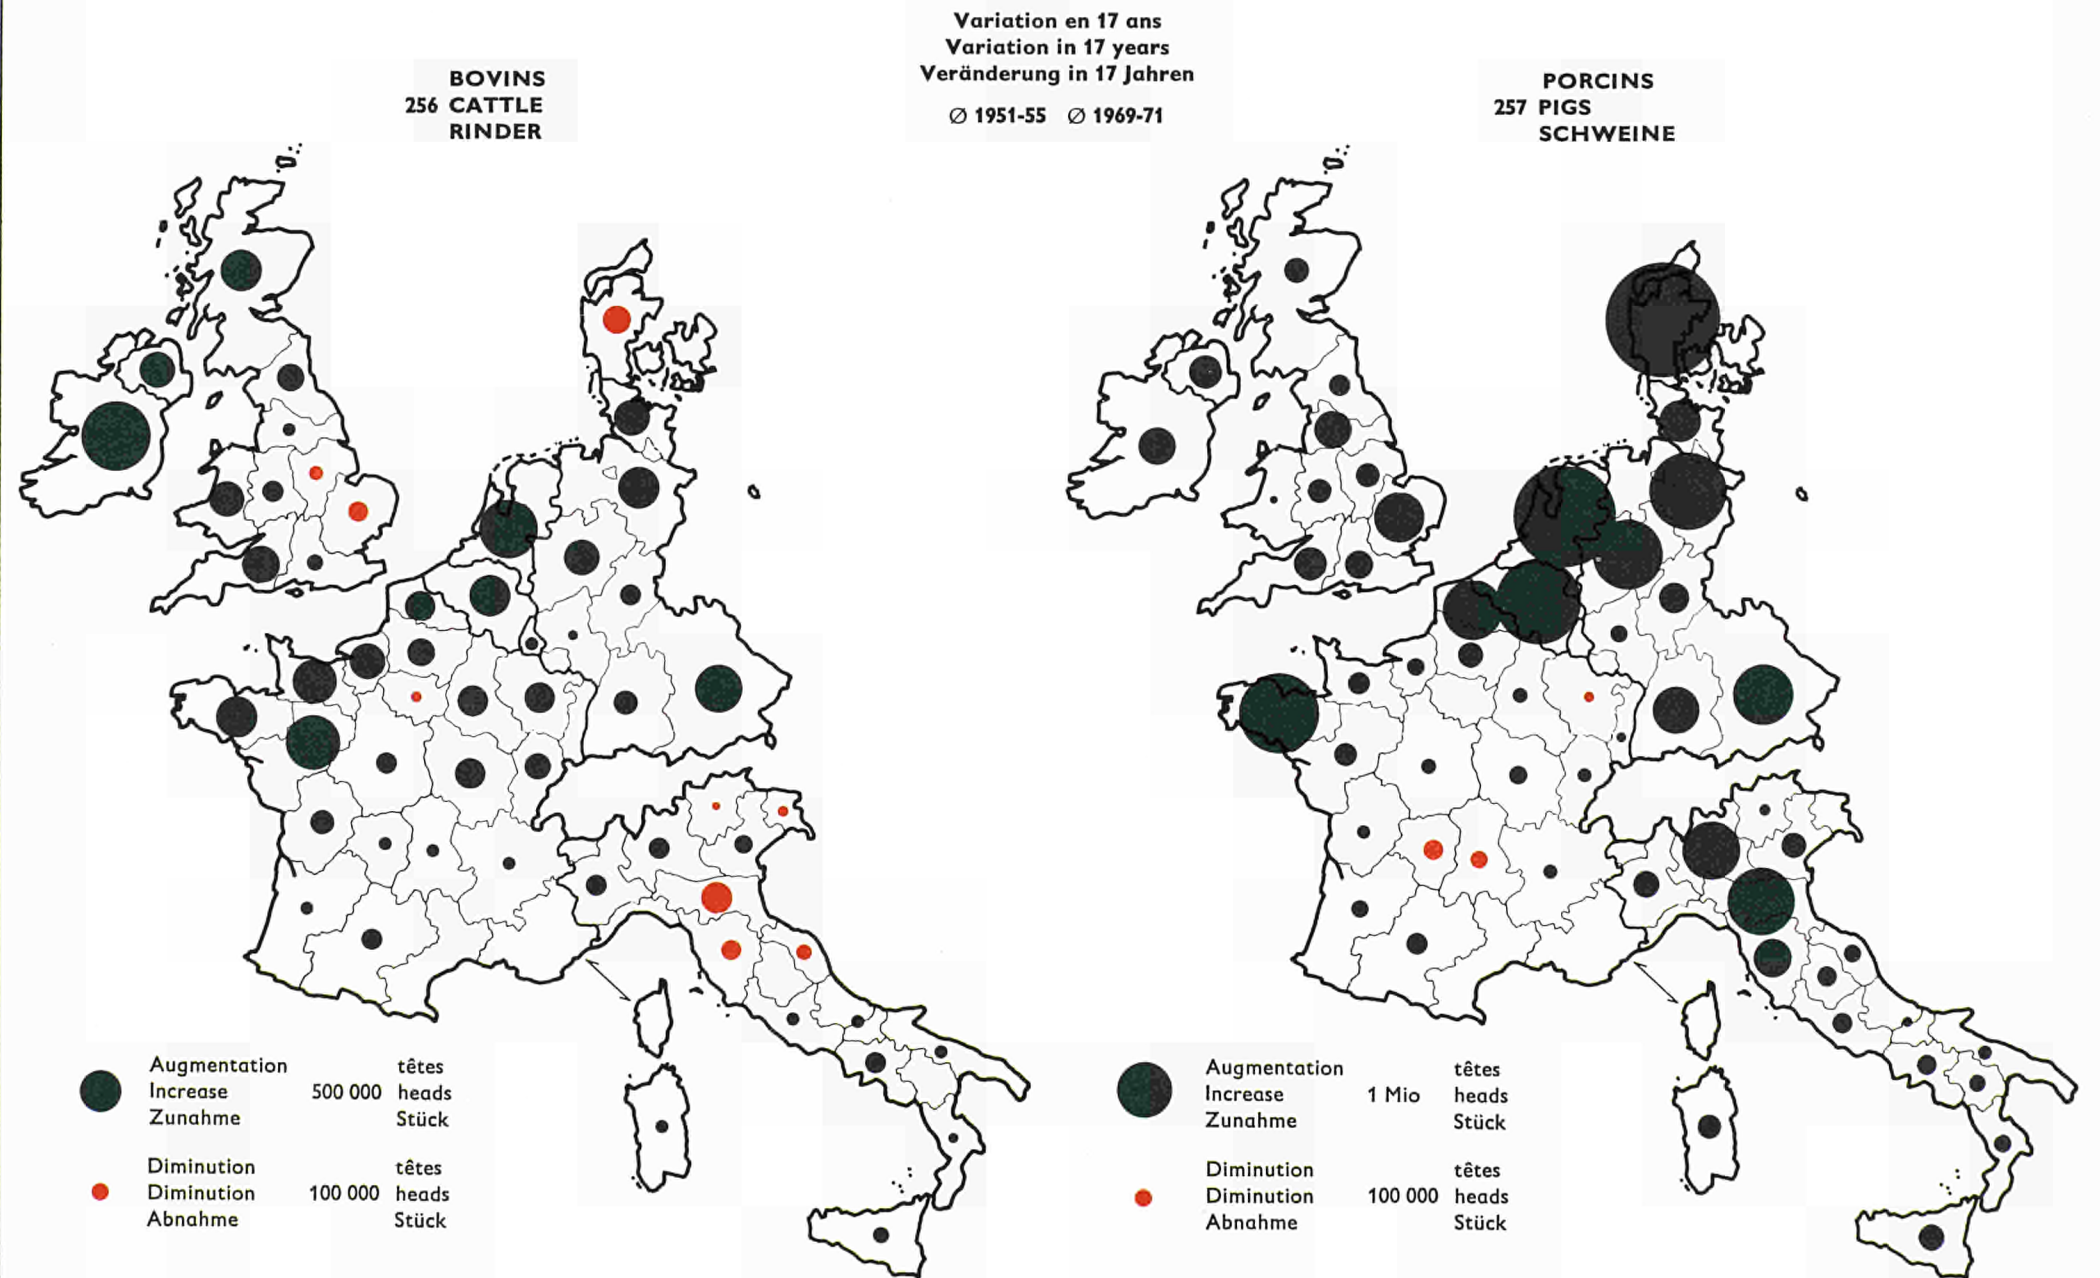 Variation en 17 ans
Variation in 17 years
Veränderung in 17 Jahren
∅ 1951-55 ∅ 1969-71
BOVINS
256 CATTLE
RINDER
PORCINS
257 PIGS
SCHWEINE
Augmentation têtes
Increase 500 000 heads
Zunahme Stück
Diminution têtes
Diminution 100 000 heads
Abnahme Stück
Augmentation têtes
Increase 1 Mio heads
Zunahme Stück
Diminution têtes
Diminution 100 000 heads
Abnahme Stück